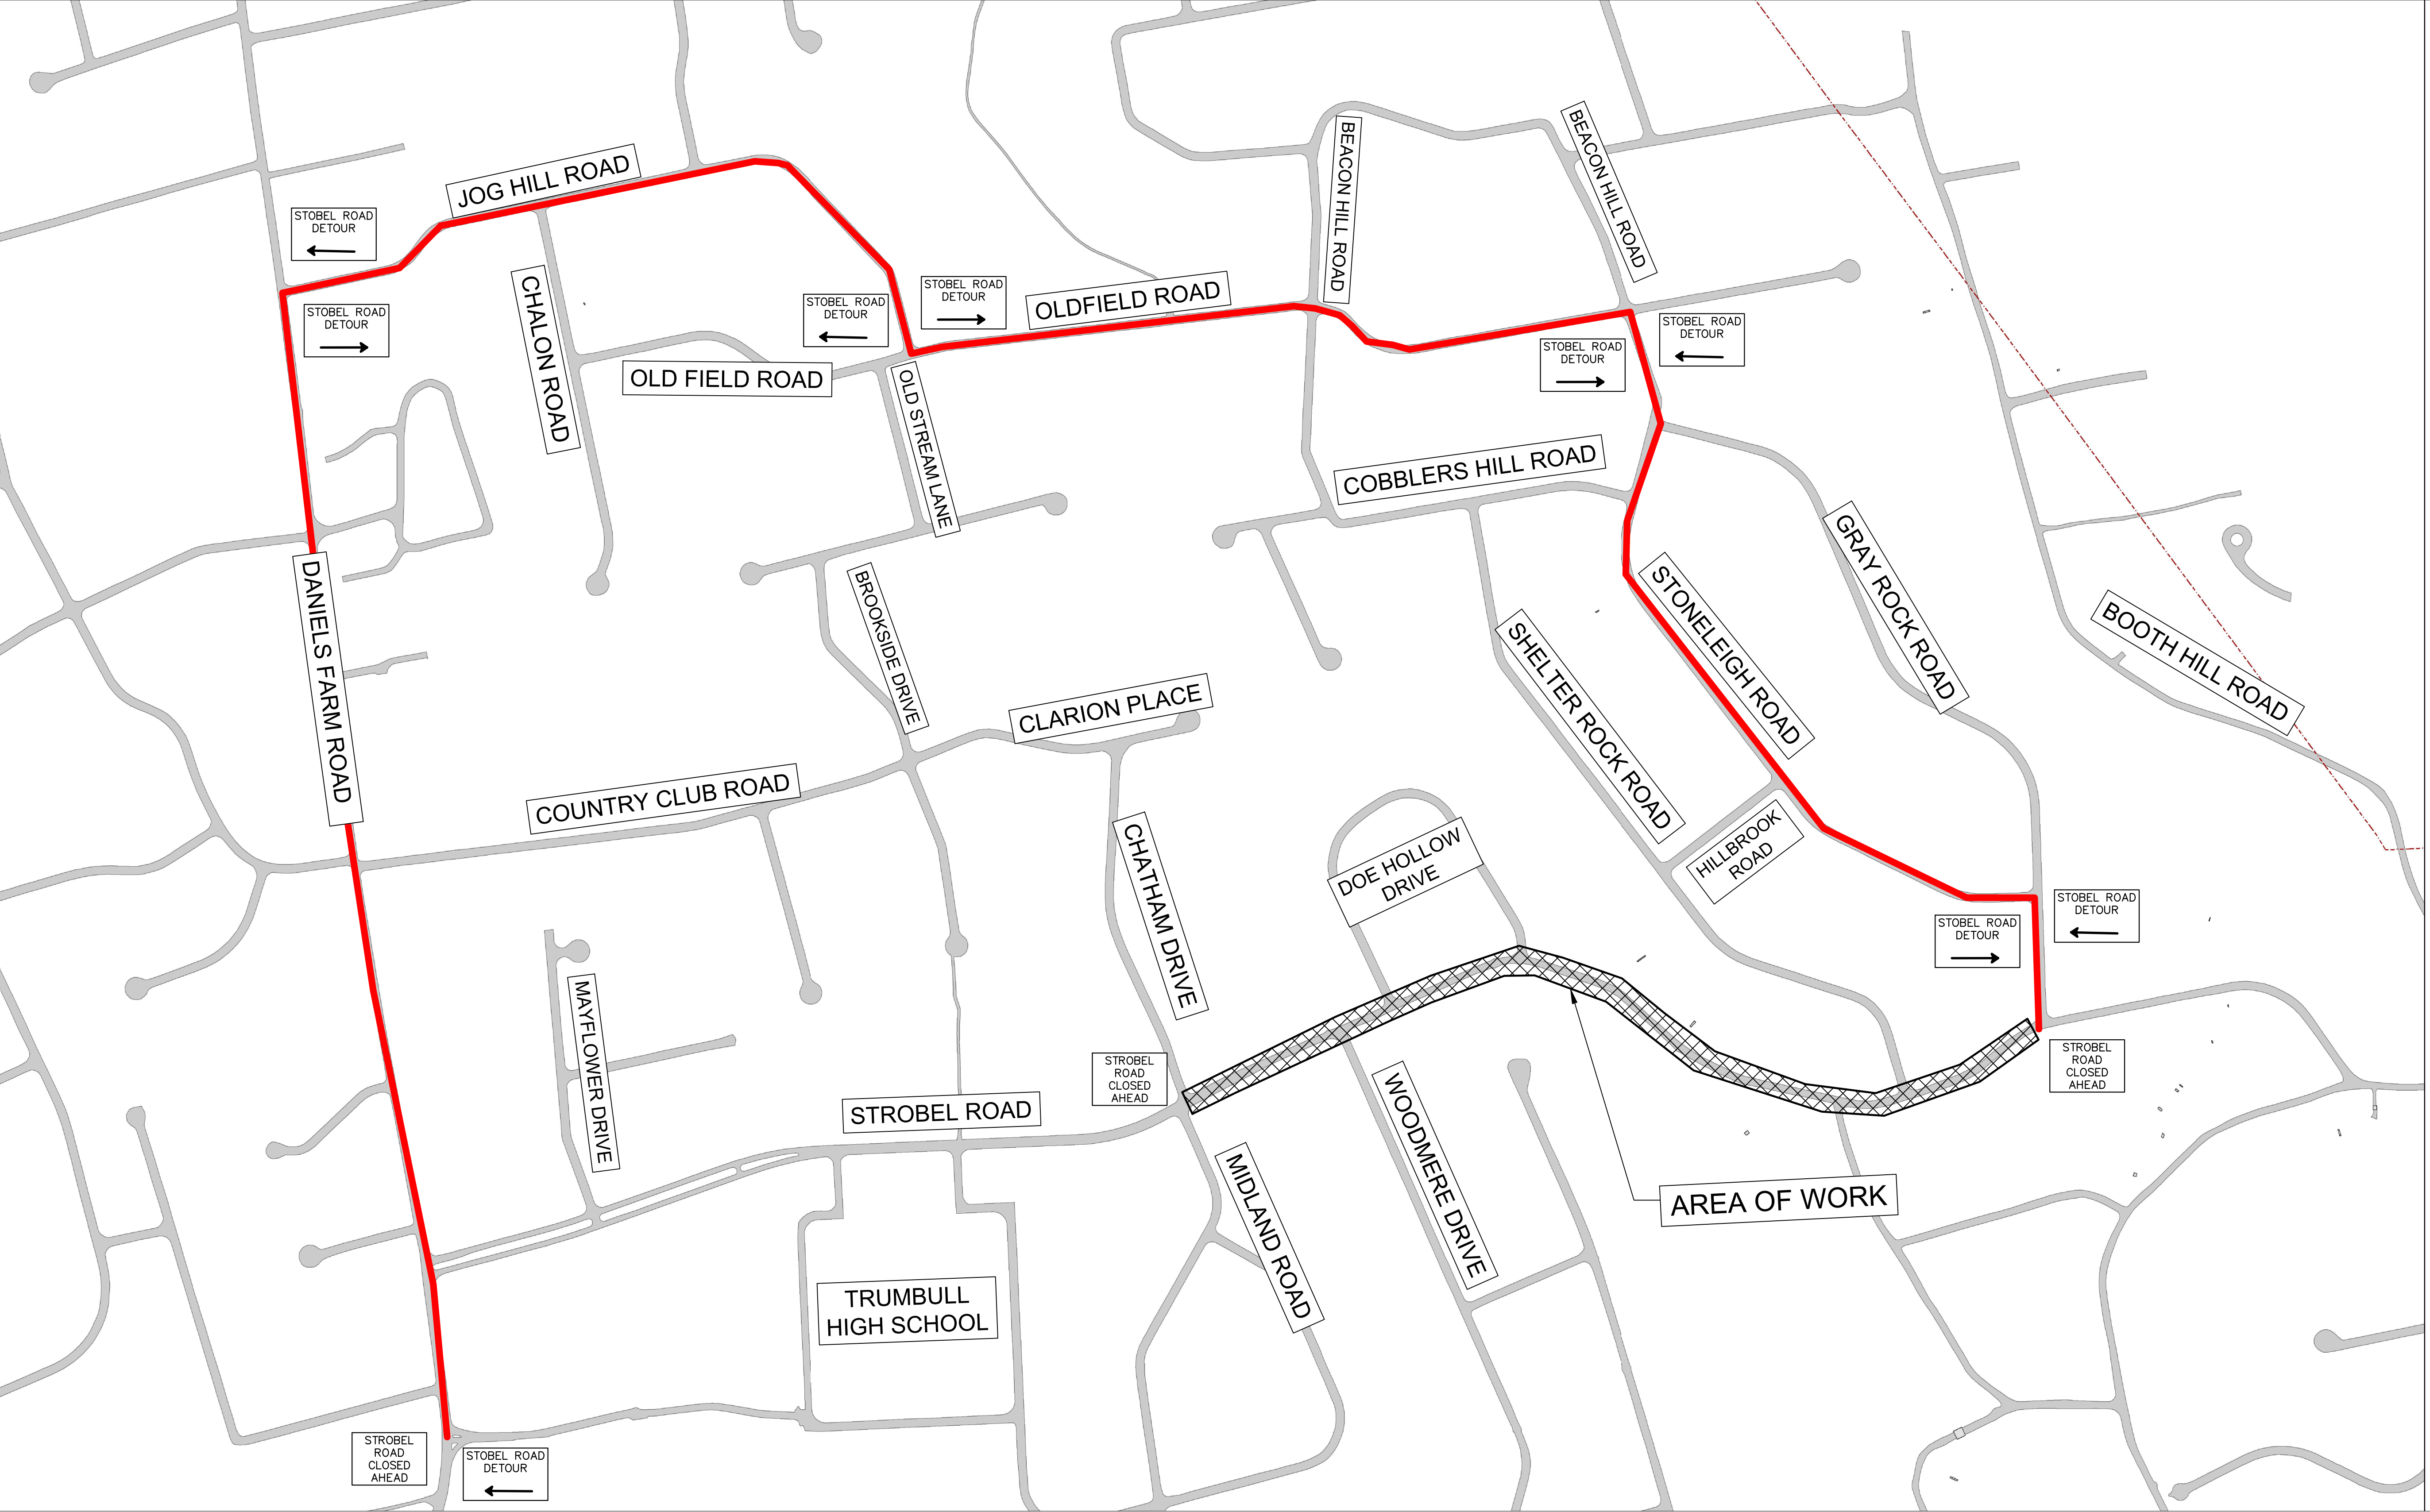 BEACON HILL ROAD
BEACON HILL ROAD
JOG HILL ROAD
STOBEL ROAD
DETOUR
STOBEL ROAD
DETOUR
CHALON ROAD
STOBEL ROAD
DETOUR
STOBEL ROAD
DETOUR
OLDFIELD ROAD
STOBEL ROAD
DETOUR
STOBEL ROAD
DETOUR
OLD FIELD ROAD
OLD STREAM LANE
COBBLERS HILL ROAD
GRAY ROCK ROAD
DANIELS FARM ROAD
BROOKSIDE DRIVE
STONELEIGH ROAD
SHELTER ROCK ROAD
BOOTH HILL ROAD
CLARION PLACE
COUNTRY CLUB ROAD
CHATHAM DRIVE
DOE HOLLOW
DRIVE
HILLBROOK
ROAD
STOBEL ROAD
DETOUR
STOBEL ROAD
DETOUR
MAYFLOWER DRIVE
STROBEL
ROAD
CLOSED
AHEAD
STROBEL
ROAD
CLOSED
AHEAD
STROBEL ROAD
WOODMERE DRIVE
MIDLAND ROAD
AREA OF WORK
TRUMBULL
HIGH SCHOOL
STROBEL
ROAD
CLOSED
AHEAD
STOBEL ROAD
DETOUR